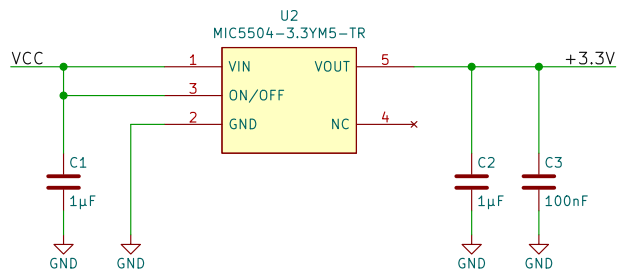 U2
MIC5504-3.3YM5-TR
VCC 1 VIN VOUT 5 +3.3V
3 ON/OFF
2 GND NC 4
C1 C2 C3
1µF 1µF 100nF
GND GND GND GND